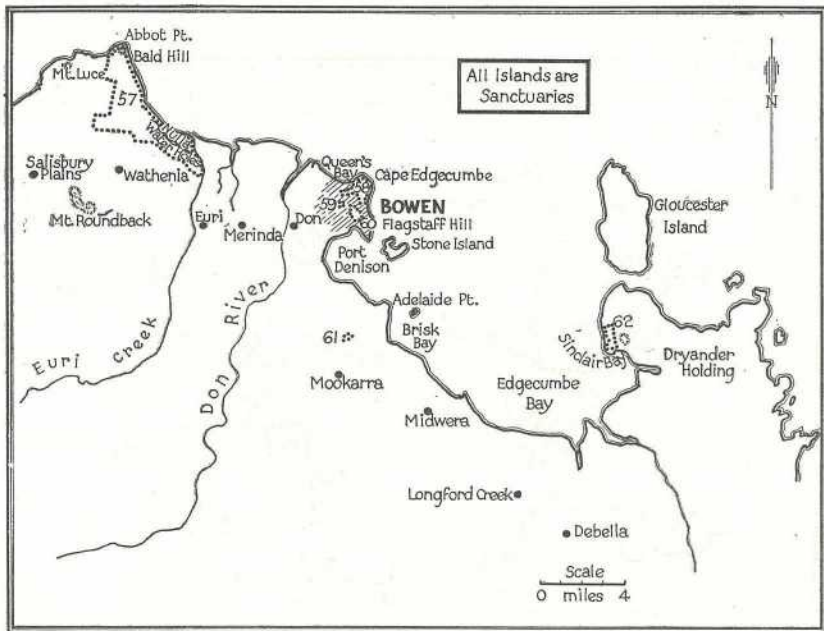 Abbot Pt.
Bald Hill
Mt. Luce
57
All Islands are
Sanctuaries
N
Salisbury
Plains
Wathenia
Mt. Roundback
Queen's
Bay
58
Cape Edgecumbe
59
BOWEN
60
Flagstaff Hill
Stone Island
Euri
Merinda
Don
Port
Denison
Gloucester
Island
Adelaide Pt.
Brisk
Bay
61
Mookarra
Midwera
62
Sinclair Bay
Dryander
Holding
Edgecumbe
Bay
Euri Creek
Don River
Longford Creek
Debella
Scale
0 miles 4